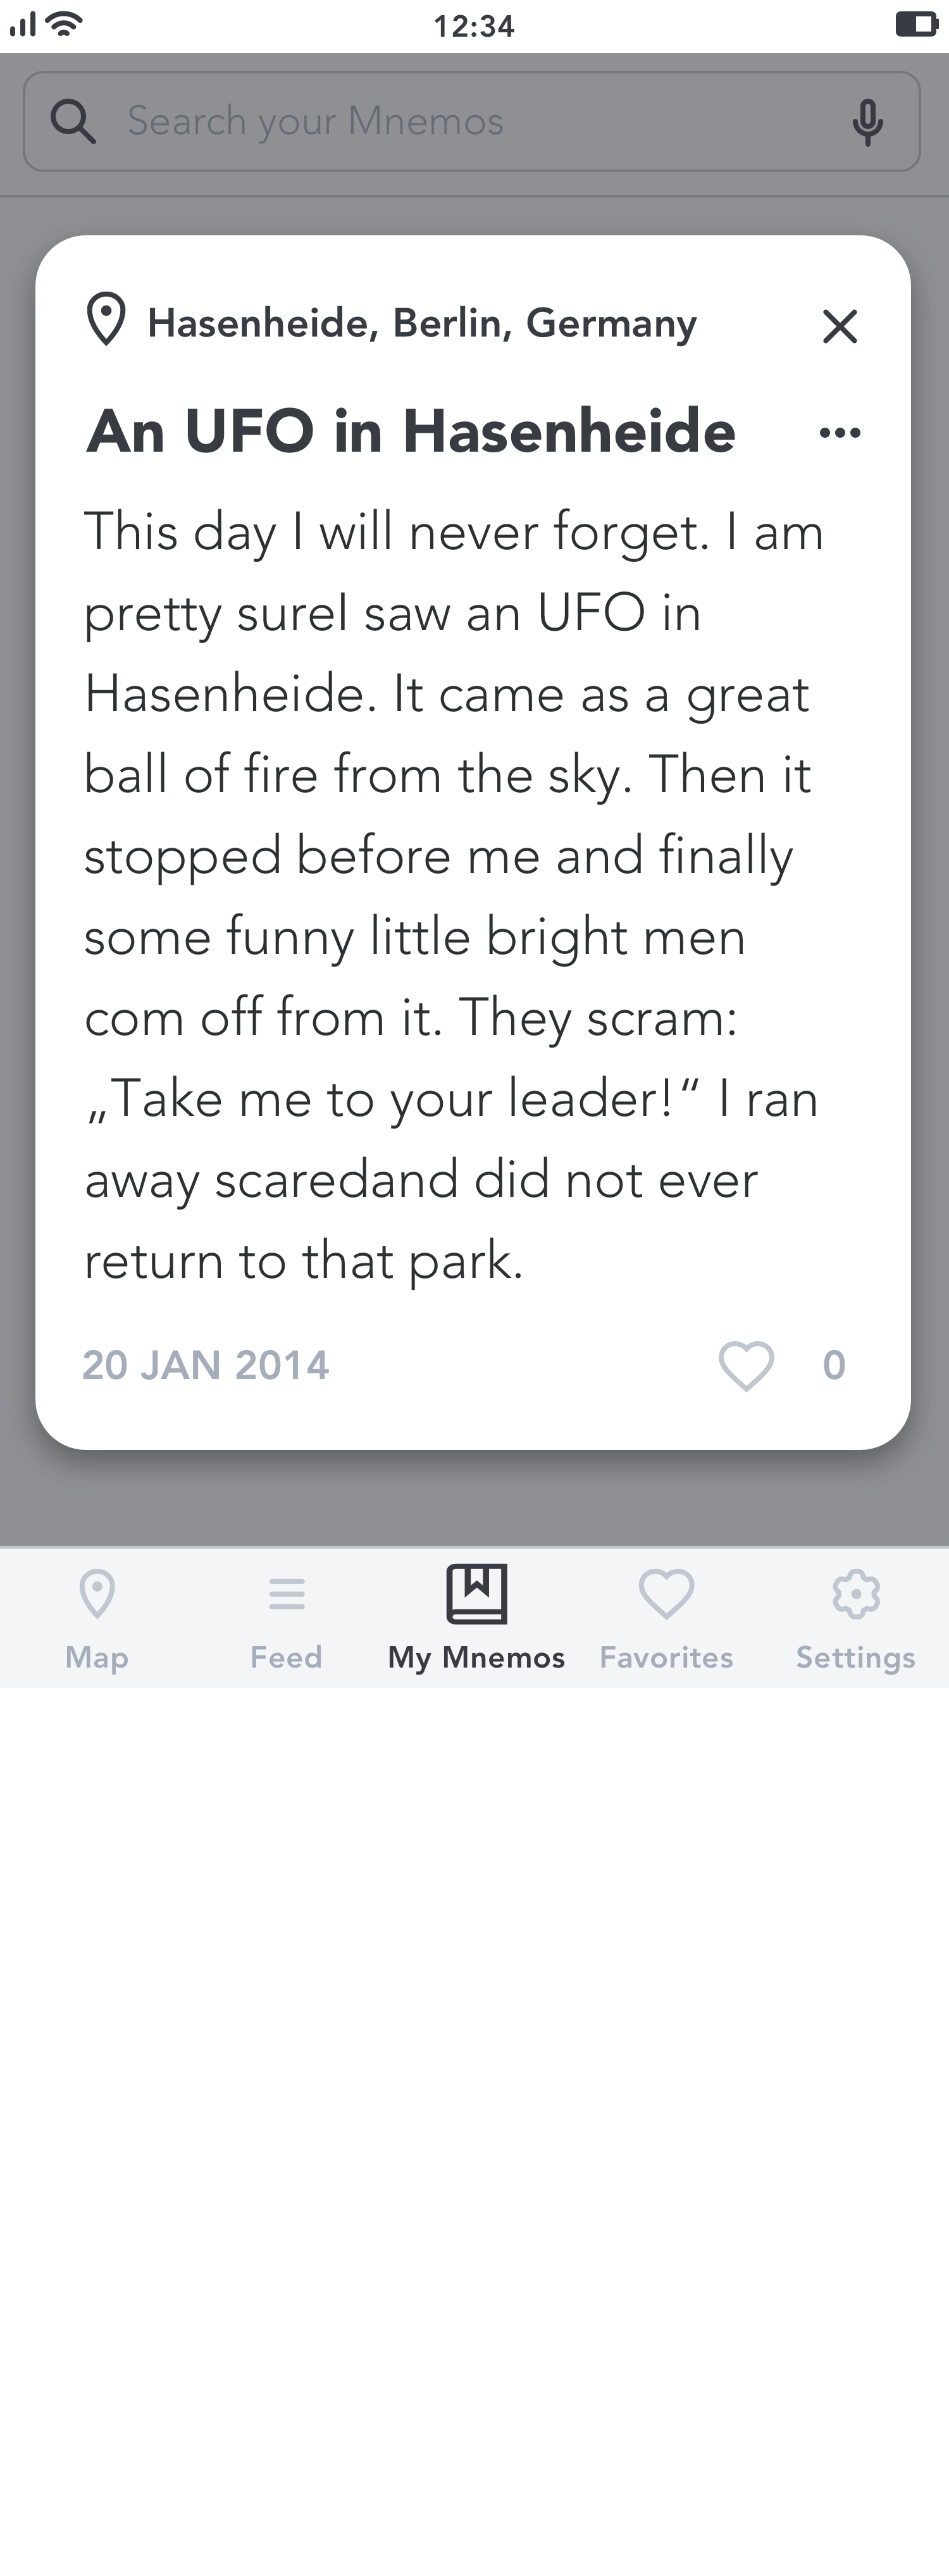 12:34
Search your Mnemos
Hasenheide, Berlin, Germany
An UFO in Hasenheide
This day I will never forget. I am
pretty sureI saw an UFO in
Hasenheide. It came as a great
ball of fire from the sky. Then it
stopped before me and finally
some funny little bright men
com off from it. They scram:
„Take me to your leader!“ I ran
away scaredand did not ever
return to that park.
20 JAN 2014 0
Map Feed My Mnemos Favorites Settings